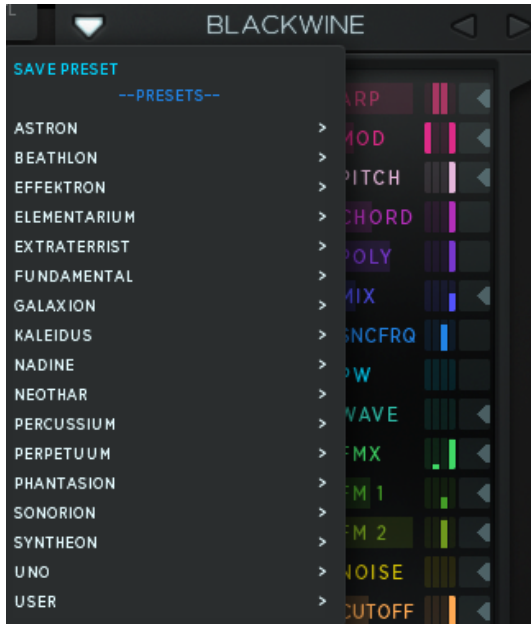 L
BLACKWINE
SAVE PRESET
--PRESETS--
ASTRON >
BEATHLON >
EFFEKTRON >
ELEMENTARIUM >
EXTRATERRIST >
FUNDAMENTAL >
GALAXION >
KALEIDUS >
NADINE >
NEOTHAR >
PERCUSSIUM >
PERPETUUM >
PHANTASION >
SONORION >
SYNTHEON >
UNO >
USER >
ARP
MOD
PITCH
CHORD
POLY
MIX
SNCFRQ
PW
WAVE
FMX
FM 1
FM 2
NOISE
CUTOFF